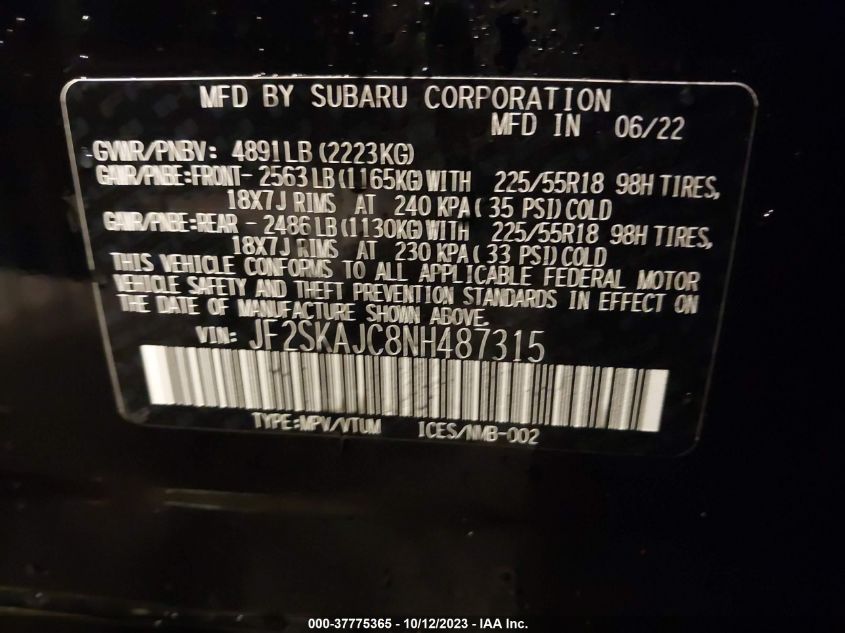 MFD BY SUBARU CORPORATION
MFD IN 06/22
GVWR/PNBV: 4891LB (2223KG)
GAWR/PNBE:FRONT- 2563 LB (1165KG) WITH 225/55R18 98H TIRES,
18X7J RIMS AT 240 KPA ( 35 PSI) COLD
GAWR/PNBE:REAR - 2486 LB (1130KG) WITH 225/55R18 98H TIRES,
18X7J RIMS AT 230 KPA ( 33 PSI) COLD
THIS VEHICLE CONFORMS TO ALL APPLICABLE FEDERAL MOTOR
VEHICLE SAFETY AND THEFT PREVENTION STANDARDS IN EFFECT ON
THE DATE OF MANUFACTURE SHOWN ABOVE.
VIN: JF2SKAJC8NH487315
TYPE:MPV/VTUM ICES/NMB-002
000-37775365 - 10/12/2023 - IAA Inc.